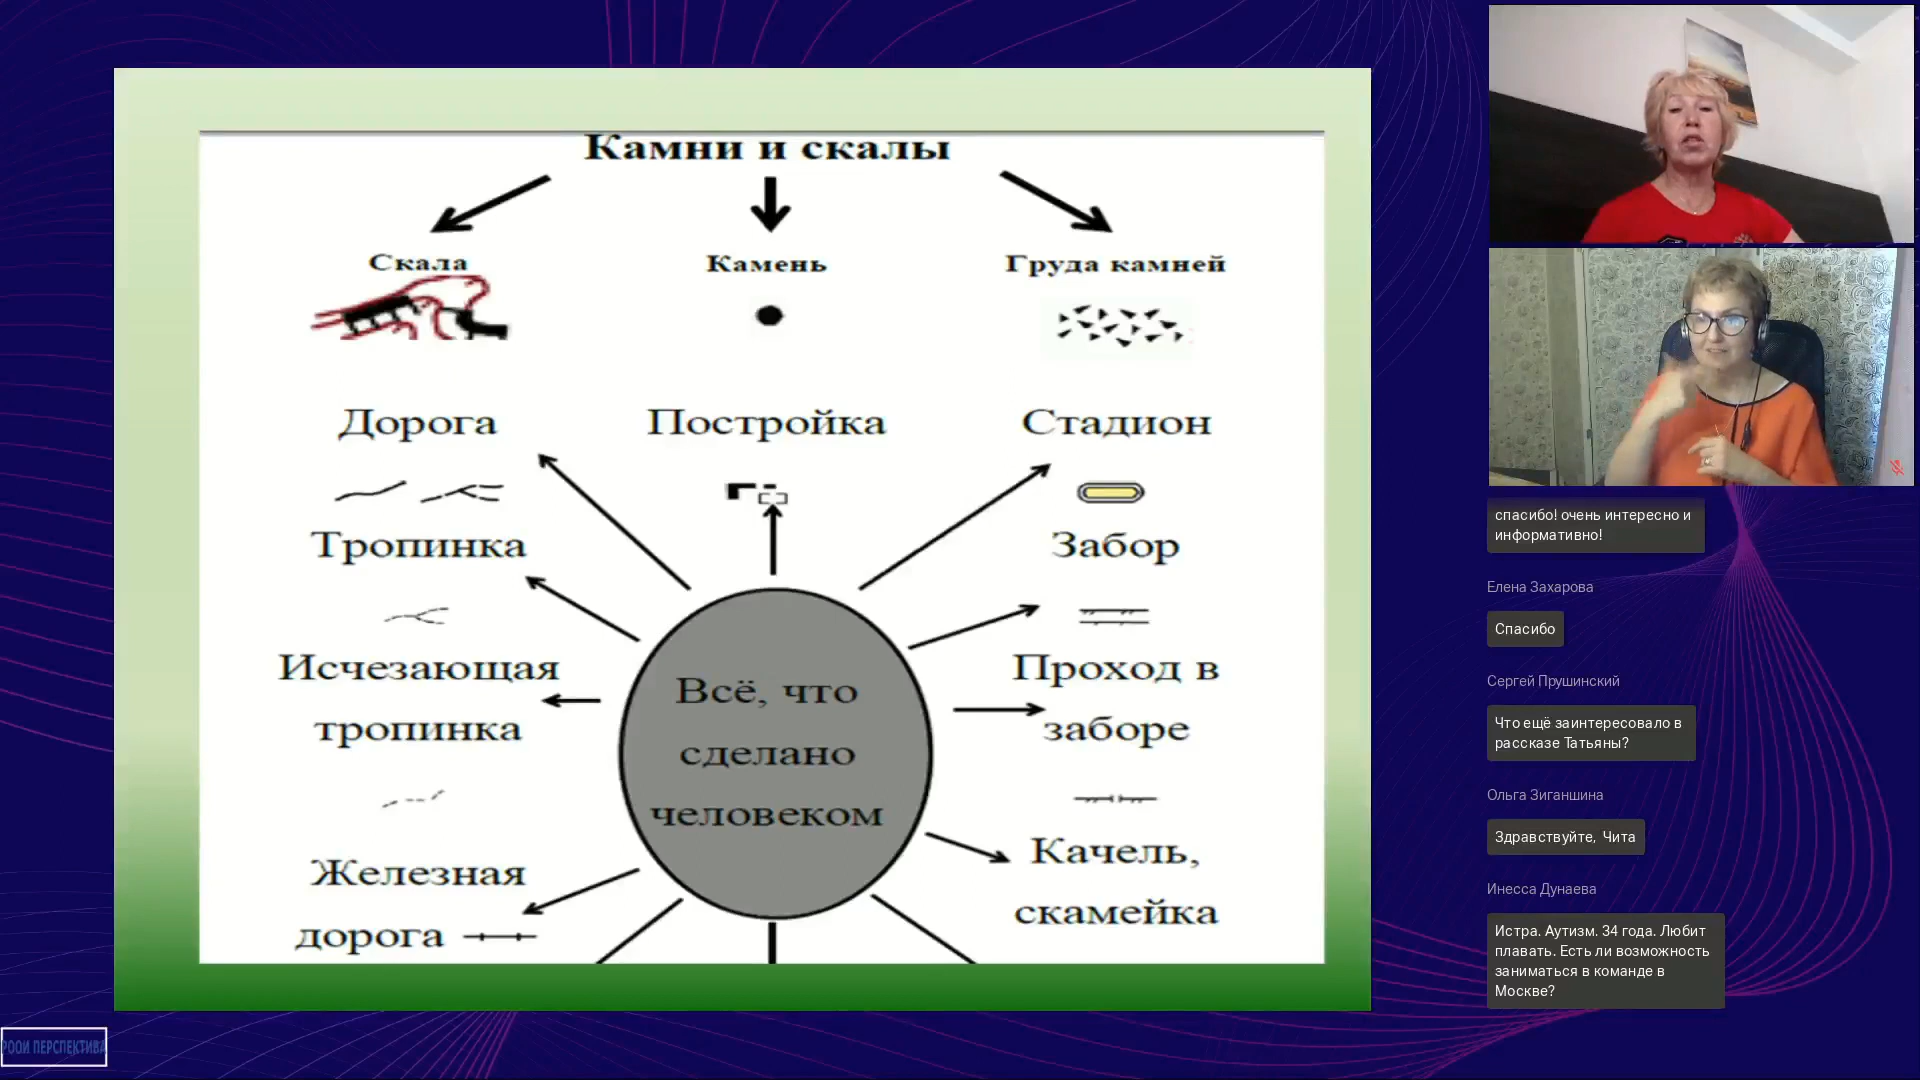 Камни и скалы
Скала
Камень
Груда камней
Дорога
Постройка
Стадион
Тропинка
Забор
Исчезающая
тропинка
Проход в
заборе
Всё, что
сделано
человеком
Железная
дорога
Качель,
скамейка
спасибо! очень интересно и
информативно!
Елена Захарова
Спасибо
Сергей Прушинский
Что ещё заинтересовало в
рассказе Татьяны?
Ольга Зиганшина
Здравствуйте, Чита
Инесса Дунаева
Истра. Аутизм. 34 года. Любит
плавать. Есть ли возможность
заниматься в команде в
Москве?
РООИ ПЕРСПЕКТИВА